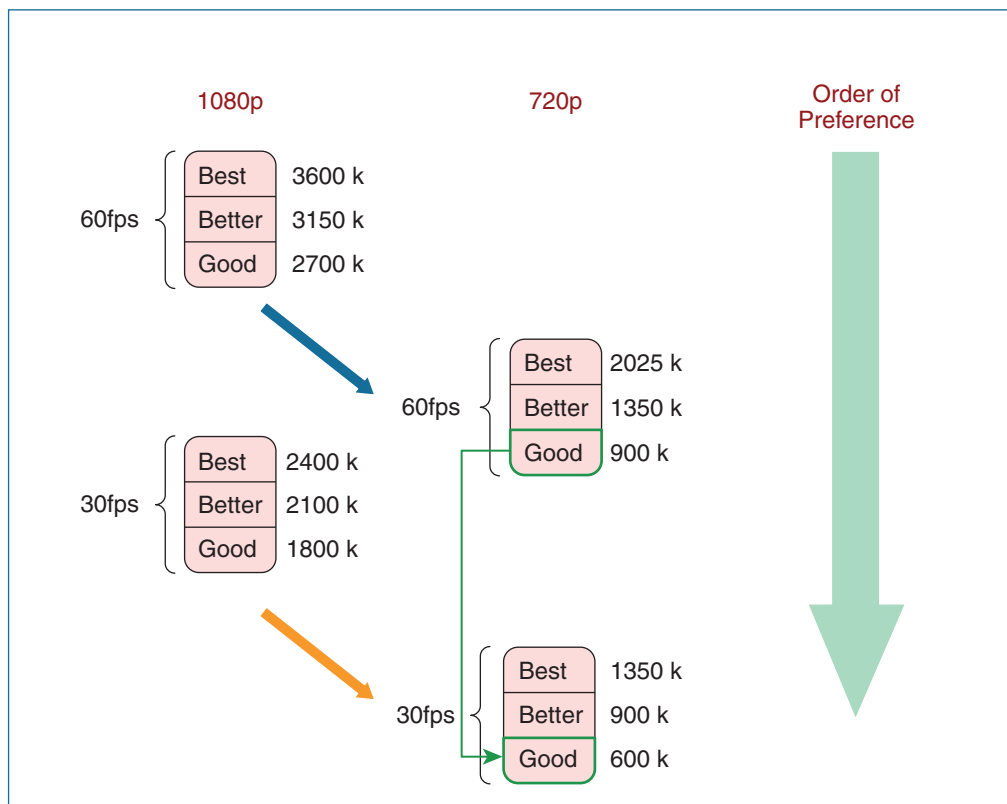 1080p
720p
Order of
Preference
60fps
Best 3600 k
Better 3150 k
Good 2700 k
60fps
Best 2025 k
Better 1350 k
Good 900 k
30fps
Best 2400 k
Better 2100 k
Good 1800 k
30fps
Best 1350 k
Better 900 k
Good 600 k